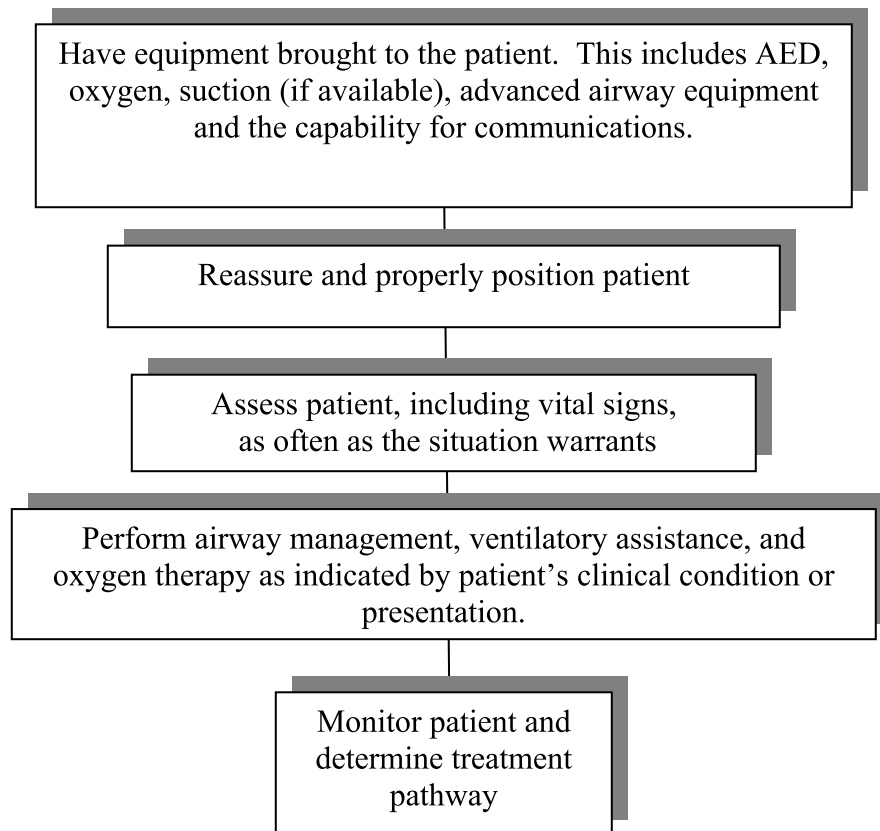 Have equipment brought to the patient.  This includes AED,
oxygen, suction (if available), advanced airway equipment
and the capability for communications.
Reassure and properly position patient
Assess patient, including vital signs,
as often as the situation warrants
Perform airway management, ventilatory assistance, and
oxygen therapy as indicated by patient’s clinical condition or
presentation.
Monitor patient and
determine treatment
pathway